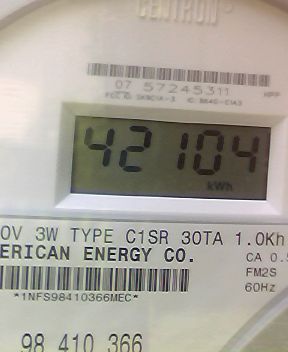 CENTRON
07 57245311
42104
kWh
0V 3W TYPE C1SR 30TA 1.0Kh
ERICAN ENERGY CO.
CA 0.5
FM2S
*1NFS98410366MEC*
60Hz
98 410 366